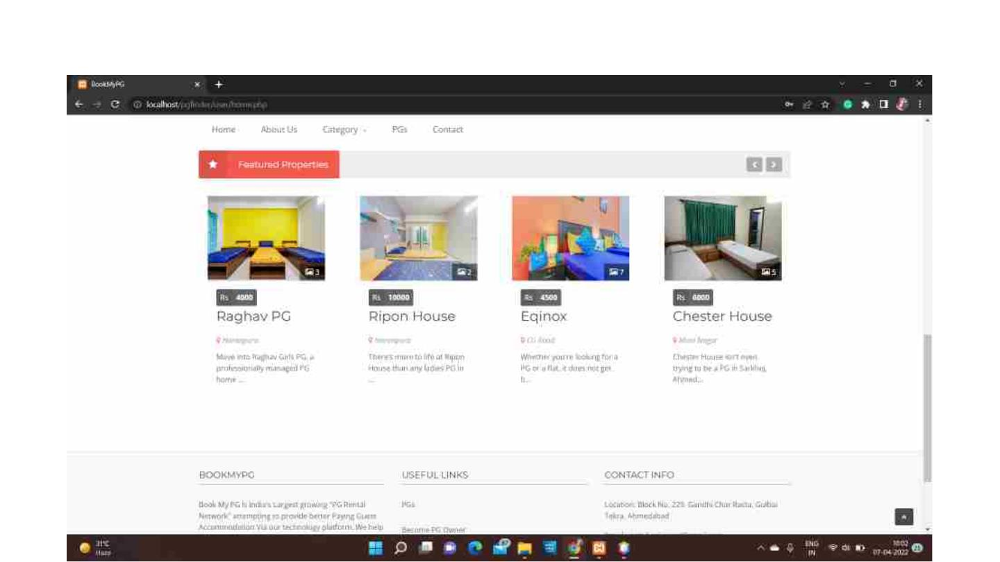 BookMyPG
localhost/pgfinder/user/home.php
Home About Us Category PGs Contact
Featured Properties
3 2 7 5
Rs 4000 Rs 10000 Rs 4500 Rs 6000
Raghav PG Ripon House Eqinox Chester House
Naranpura Naranpura CG Road Mani Nagar
Move into Raghav Girls PG, a There's more to life at Ripon Whether you're looking for a Chester House isn't even
professionally managed PG House than any ladies PG in PG or a flat, it does not get trying to be a PG in Sarkhej,
home ... ... b... Ahmed...
BOOKMYPG USEFUL LINKS CONTACT INFO
Book My PG Is India's Largest growing "PG Rental PGs Location: Block No. 229, Gandhi Char Rasta, Gulbai
Network" attempting to provide better Paying Guest Tekra, Ahmedabad
Accommodation Via our technology platform. We help Become PG Owner
31°C ENG 10:02
Haze IN 07-04-2022